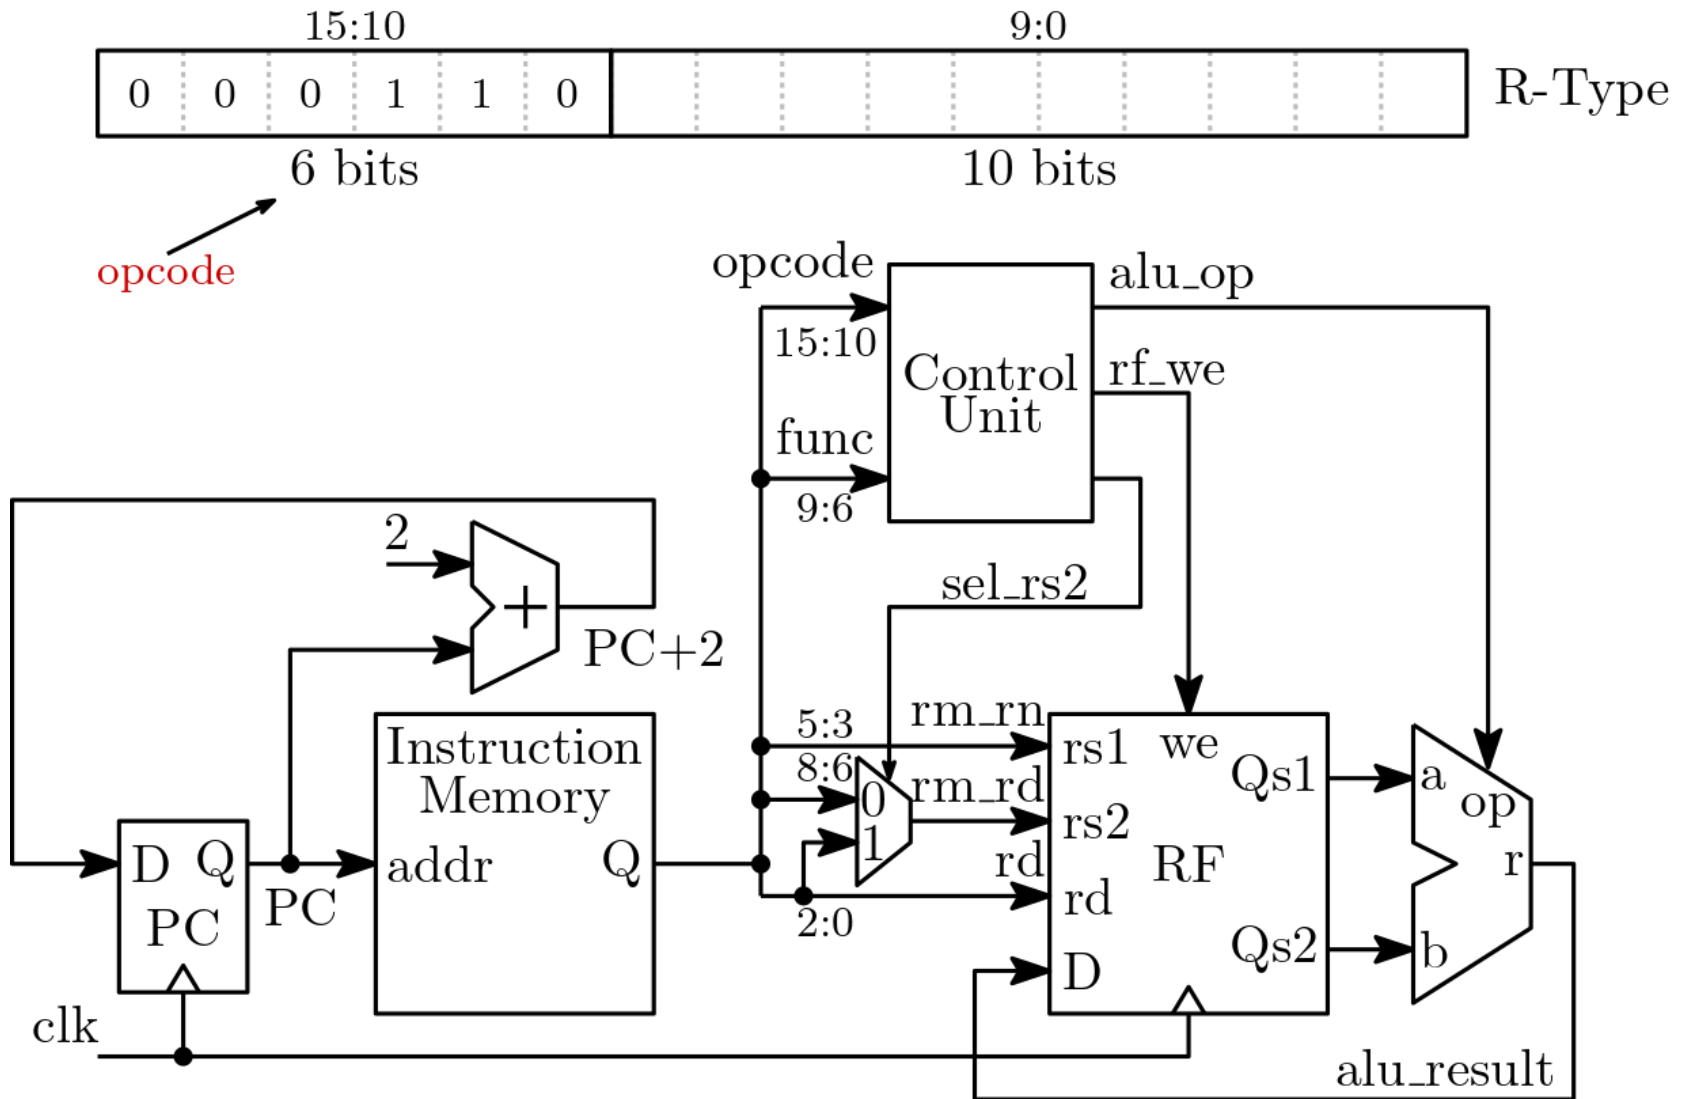 15:10 9:0
0 0 0 1 1 0 R-Type
6 bits 10 bits
opcode
opcode
15:10
func
9:6
Control
Unit
alu_op
rf_we
sel_rs2
2
+
PC+2
Instruction
Memory
addr Q
D Q
PC
PC
clk
5:3 rm_rn
8:6 rm_rd
0
1
rd
2:0
rs1 we Qs1
rs2
RF
rd
D Qs2
a op
r
b
alu_result